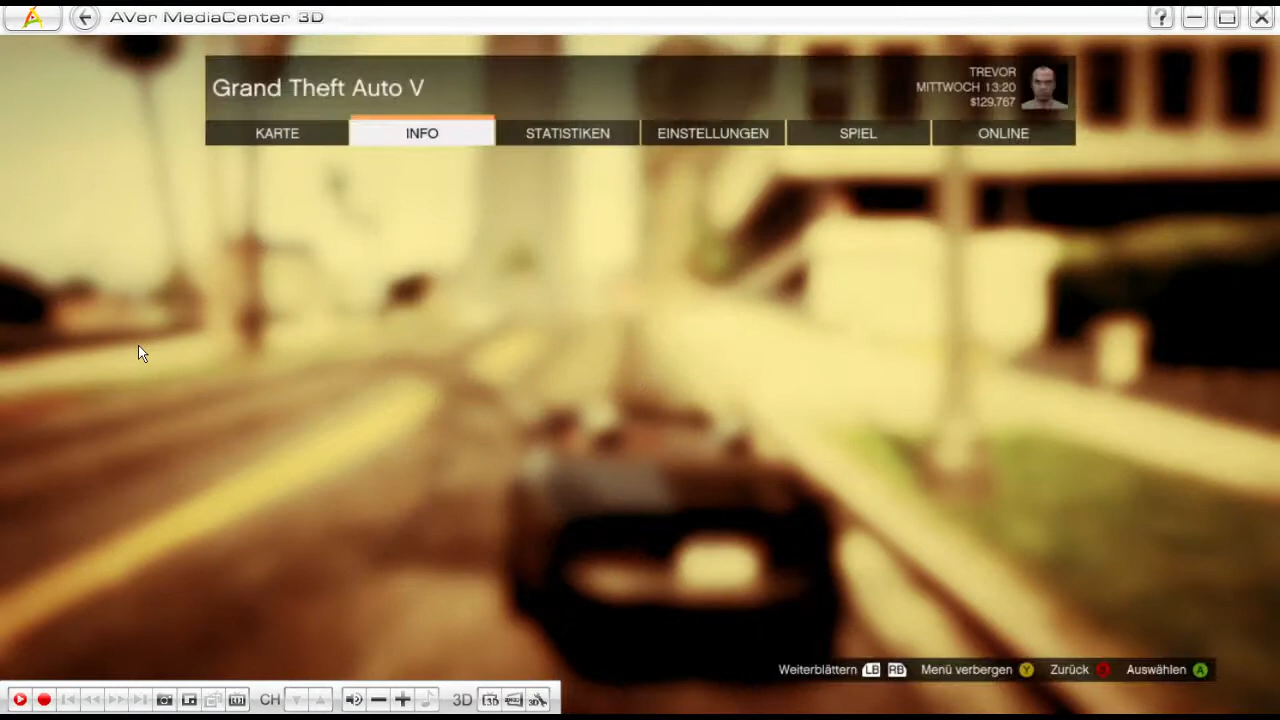 AVer MediaCenter 3D
Grand Theft Auto V
TREVOR
MITTWOCH 13:20
$129.767
KARTE INFO STATISTIKEN EINSTELLUNGEN SPIEL ONLINE
Weiterblättern LB RB Menü verbergen Y Zurück Auswählen A
CH 3D